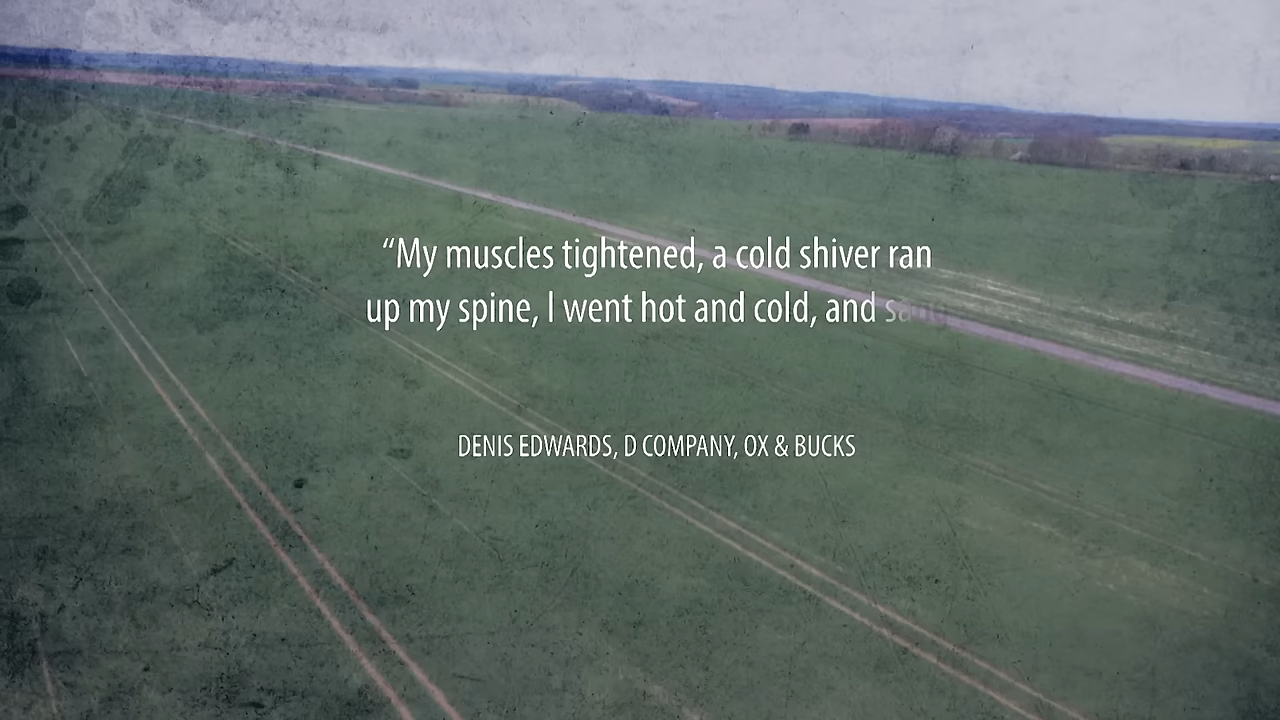 “My muscles tightened, a cold shiver ran
up my spine, I went hot and cold, and sang
DENIS EDWARDS, D COMPANY, OX & BUCKS